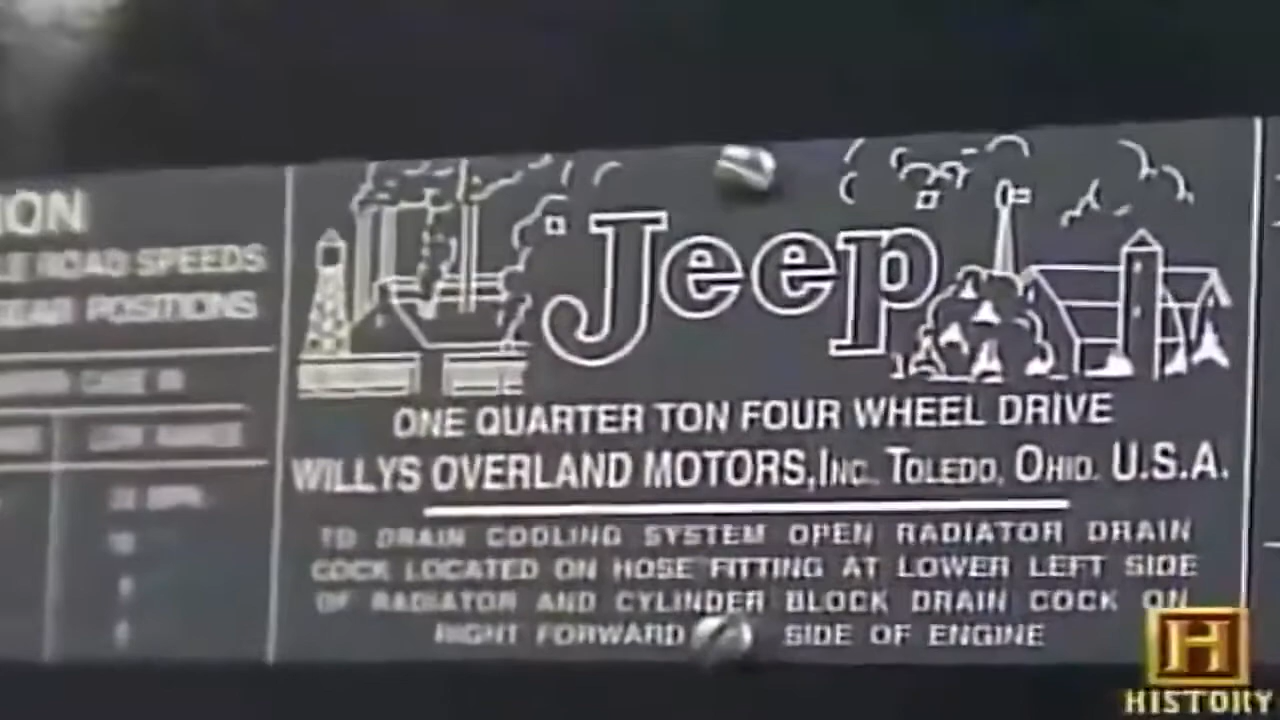 ION
LE ROAD SPEEDS
GEAR POSITIONS
Jeep
ONE QUARTER TON FOUR WHEEL DRIVE
WILLYS OVERLAND MOTORS, INC. TOLEDO, OHIO. U.S.A.
TO DRAIN COOLING SYSTEM OPEN RADIATOR DRAIN
COCK LOCATED ON HOSE FITTING AT LOWER LEFT SIDE
OF RADIATOR AND CYLINDER BLOCK DRAIN COCK ON
RIGHT FORWARD SIDE OF ENGINE
H
HISTORY